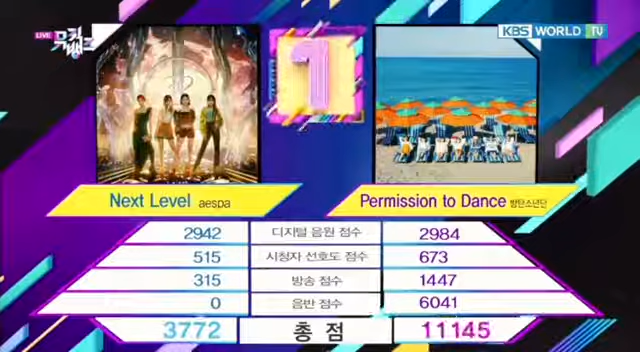 LIVE 뮤직뱅크
KBS WORLD TV
1
Next Level aespa
Permission to Dance 방탄소년단
2942 디지털 음원 점수 2984
515 시청자 선호도 점수 673
315 방송 점수 1447
0 음반 점수 6041
3772 총 점 11145